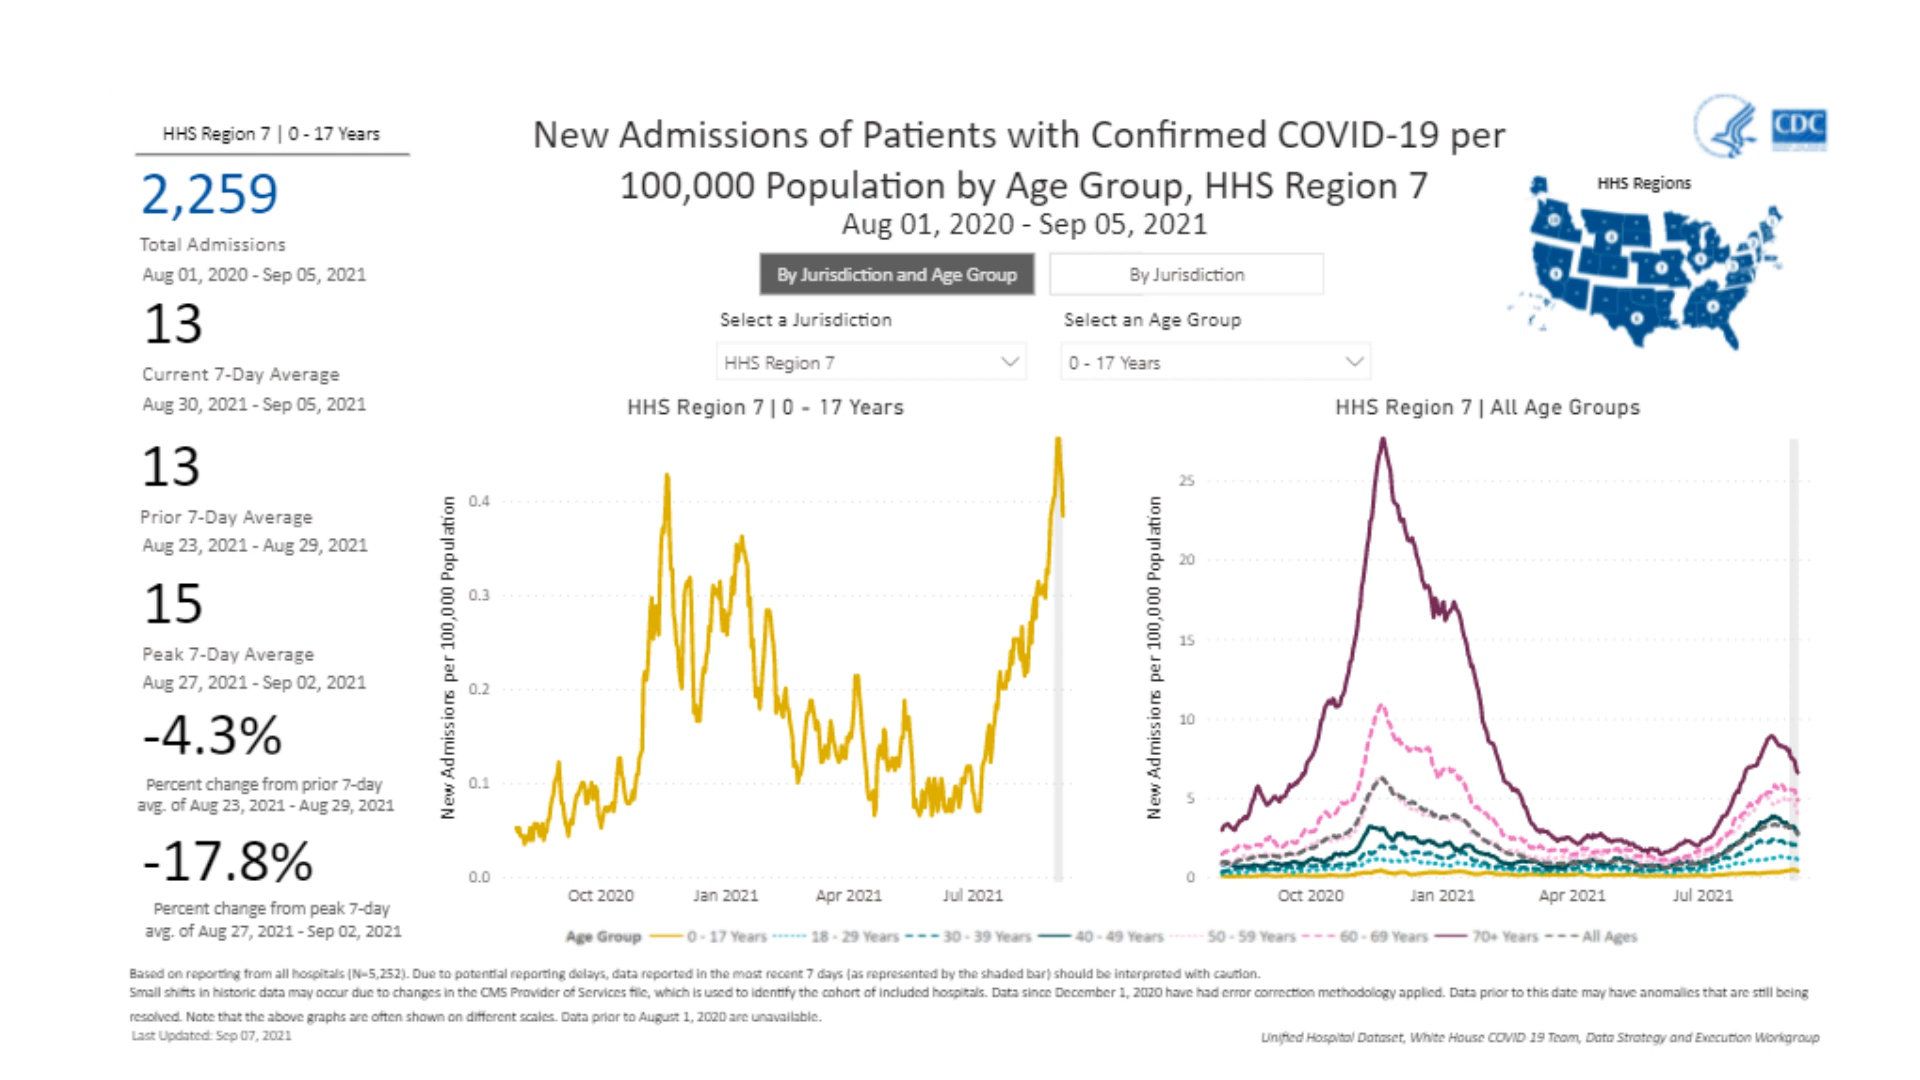 HHS Region 7 | 0 - 17 Years
2,259
Total Admissions
Aug 01, 2020 - Sep 05, 2021
13
Current 7-Day Average
Aug 30, 2021 - Sep 05, 2021
13
Prior 7-Day Average
Aug 23, 2021 - Aug 29, 2021
15
Peak 7-Day Average
Aug 27, 2021 - Sep 02, 2021
-4.3%
Percent change from prior 7-day
avg. of Aug 23, 2021 - Aug 29, 2021
-17.8%
Percent change from peak 7-day
avg. of Aug 27, 2021 - Sep 02, 2021
New Admissions of Patients with Confirmed COVID-19 per
100,000 Population by Age Group, HHS Region 7
Aug 01, 2020 - Sep 05, 2021
By Jurisdiction and Age Group
By Jurisdiction
Select a Jurisdiction
Select an Age Group
HHS Region 7
0 - 17 Years
CDC
HHS Regions
HHS Region 7 | 0 - 17 Years
New Admissions per 100,000 Population
0.4
0.3
0.2
0.1
0.0
Oct 2020 Jan 2021 Apr 2021 Jul 2021
HHS Region 7 | All Age Groups
New Admissions per 100,000 Population
25
20
15
10
5
0
Oct 2020 Jan 2021 Apr 2021 Jul 2021
Age Group 0 - 17 Years 18 - 29 Years 30 - 39 Years 40 - 49 Years 50 - 59 Years 60 - 69 Years 70+ Years All Ages
Based on reporting from all hospitals (N=5,252). Due to potential reporting delays, data reported in the most recent 7 days (as represented by the shaded bar) should be interpreted with caution.
Small shifts in historic data may occur due to changes in the CMS Provider of Services file, which is used to identify the cohort of included hospitals. Data since December 1, 2020 have had error correction methodology applied. Data prior to this date may have anomalies that are still being
resolved. Note that the above graphs are often shown on different scales. Data prior to August 1, 2020 are unavailable.
Last Updated: Sep 07, 2021
Unified Hospital Dataset, White House COVID 19 Team, Data Strategy and Execution Workgroup